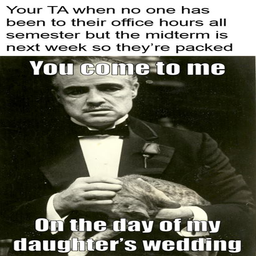 Your TA when no one has
been to their office hours all
semester but the midterm is
next week so they're packed
You come to me
On the day of my
daughter's wedding